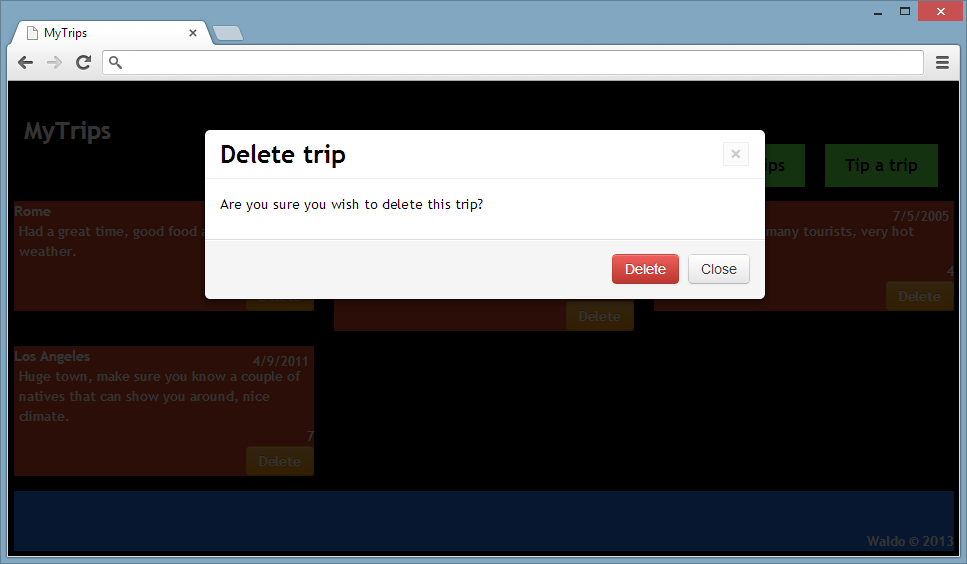 MyTrips
MyTrips
Delete trip
Tip a trip
Are you sure you wish to delete this trip?
Delete Close
Rome
Had a great time, good food
weather.
Delete
Delete
7/5/2005
many tourists, very hot
weather.
4
Delete
Los Angeles 4/9/2011
Huge town, make sure you know a couple of
natives that can show you around, nice
climate.
7
Delete
Waldo © 2013